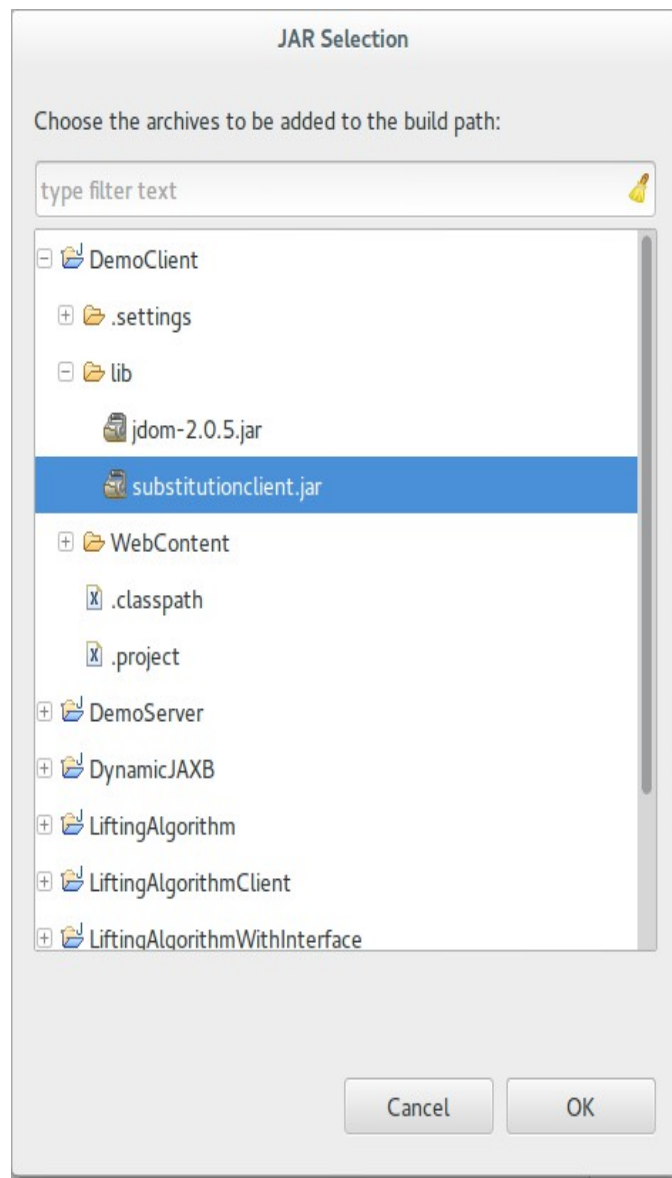 JAR Selection
Choose the archives to be added to the build path:
type filter text
DemoClient
.settings
lib
jdom-2.0.5.jar
substitutionclient.jar
WebContent
.classpath
.project
DemoServer
DynamicJAXB
LiftingAlgorithm
LiftingAlgorithmClient
LiftingAlgorithmWithInterface
Cancel OK